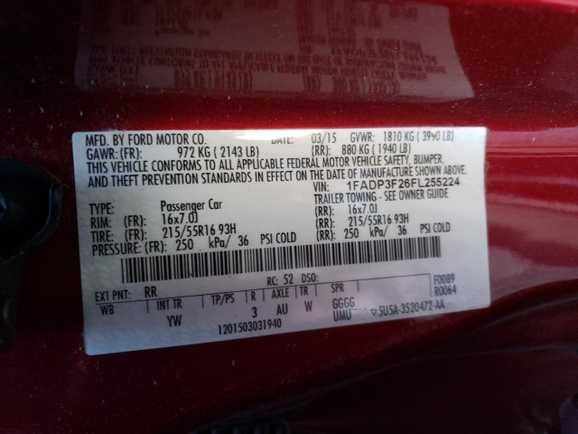 MFD. BY FORD MOTOR CO. DATE: 03/15 GVWR: 1810 KG ( 3990 LB)
GAWR: (FR): 972 KG ( 2143 LB) (RR): 880 KG ( 1940 LB)
THIS VEHICLE CONFORMS TO ALL APPLICABLE FEDERAL MOTOR VEHICLE SAFETY, BUMPER,
AND THEFT PREVENTION STANDARDS IN EFFECT ON THE DATE OF MANUFACTURE SHOWN ABOVE.
VIN: 1FADP3F26FL255224
TYPE: Passenger Car TRAILER TOWING - SEE OWNER GUIDE
RIM: (FR) 16x7.0J (RR): 16x7.0J
TIRE: (FR) 215/55R16 93H (RR): 215/55R16 93H
PRESSURE: (FR): 250 kPa/ 36 PSI COLD (RR): 250 kPa/ 36 PSI COLD
RC: 52 DSO:
EXT PNT: RR F0089
WB INT TR TP/PS R AXLE TR SPR R0064
YW 3 AU W GGGG
UMU 5U5A-3520472-AA
1201503031940